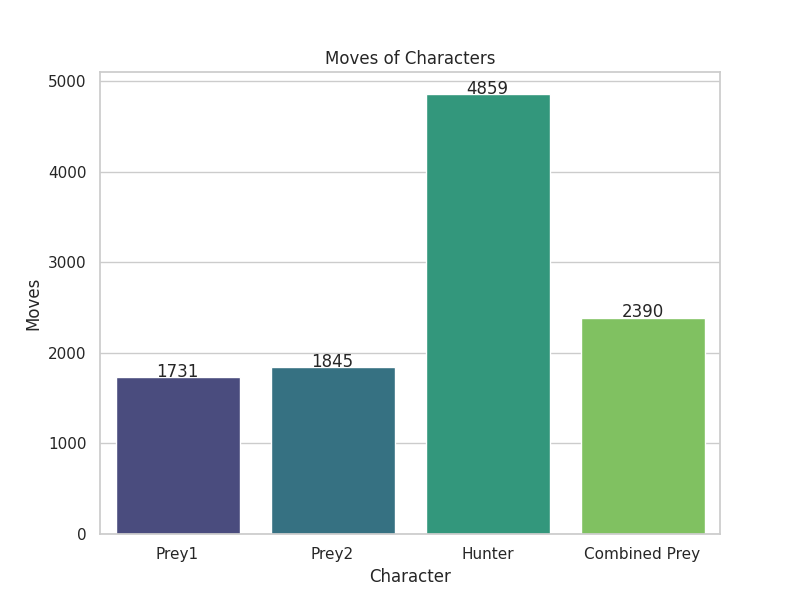 Moves of Characters
5000
4000
3000
2000
1000
0
Moves
1731
1845
4859
2390
Prey1
Prey2
Hunter
Combined Prey
Character